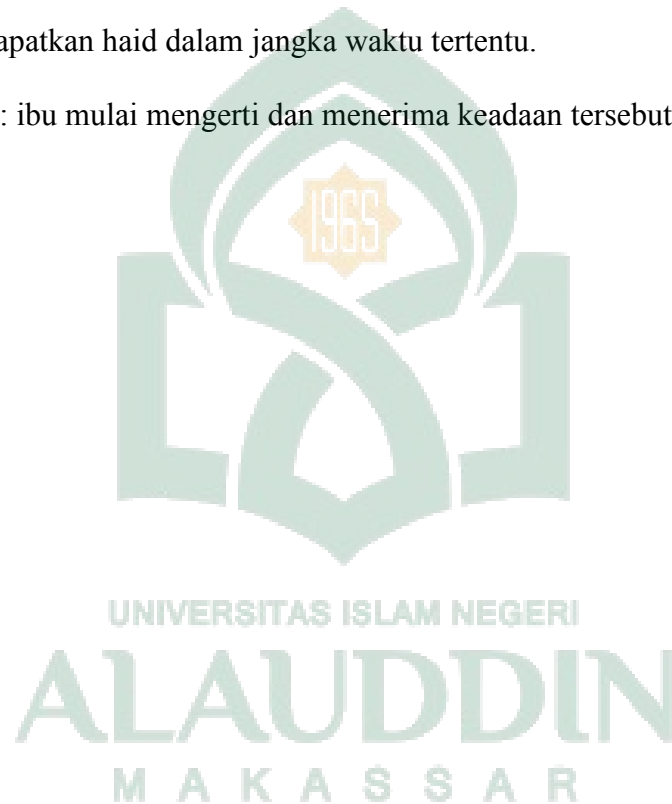 apatkan haid dalam jangka waktu tertentu.
: ibu mulai mengerti dan menerima keadaan tersebut
1965
UNIVERSITAS ISLAM NEGERI
ALAUDDIN
MAKASSAR